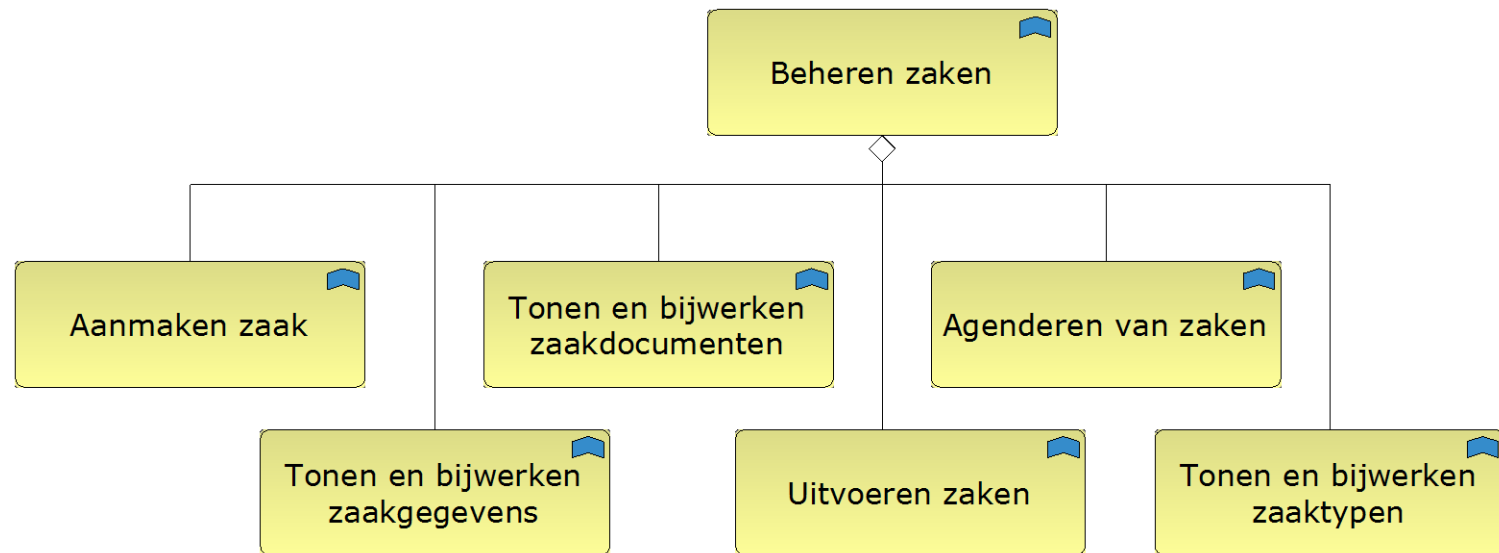 Beheren zaken
Aanmaken zaak
Tonen en bijwerken
zaakdocumenten
Agenderen van zaken
Tonen en bijwerken
zaakgegevens
Uitvoeren zaken
Tonen en bijwerken
zaaktypen